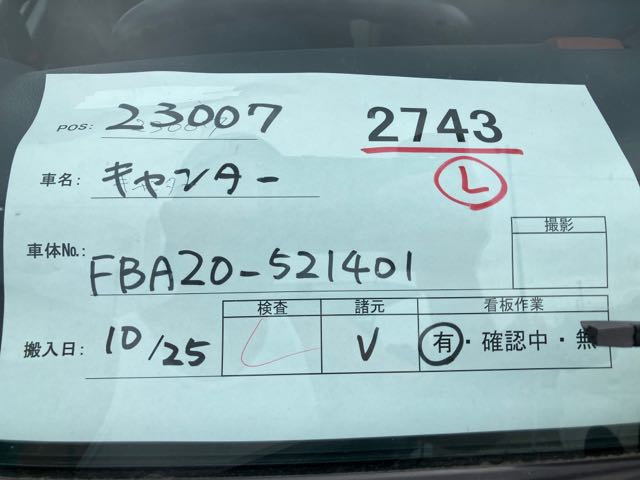 POS: 23007 2743
車名: キャンター L
車体No.: FBA20-521401
撮影
検査 諸元 看板作業
搬入日: 10/25 V 有・確認中・無